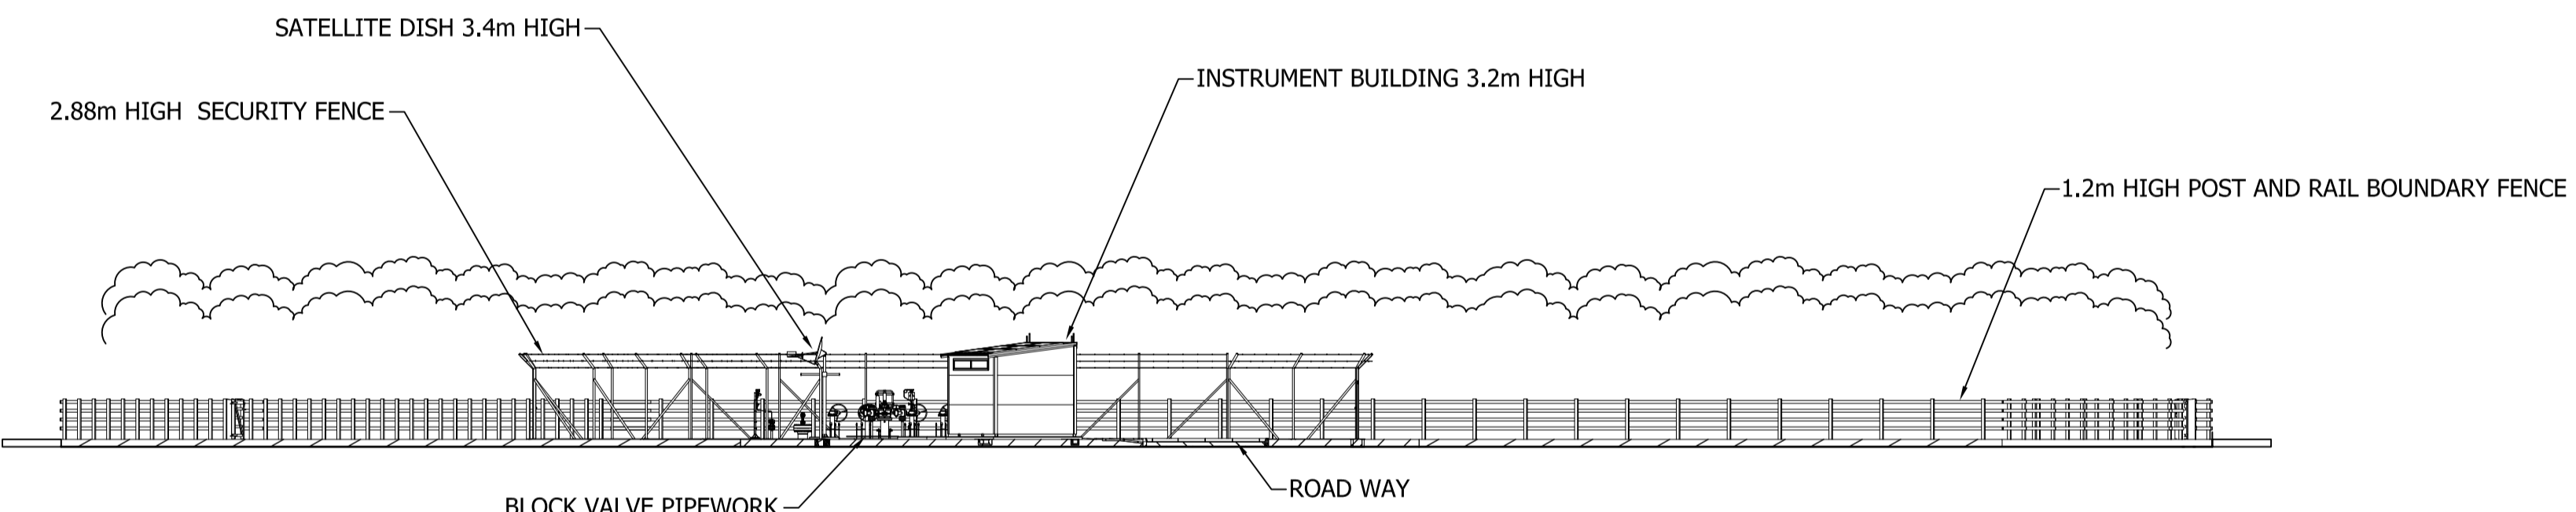 SATELLITE DISH 3.4m HIGH
INSTRUMENT BUILDING 3.2m HIGH
2.88m HIGH  SECURITY FENCE
1.2m HIGH POST AND RAIL BOUNDARY FENCE
ROAD WAY
BLOCK VALVE PIPEWORK